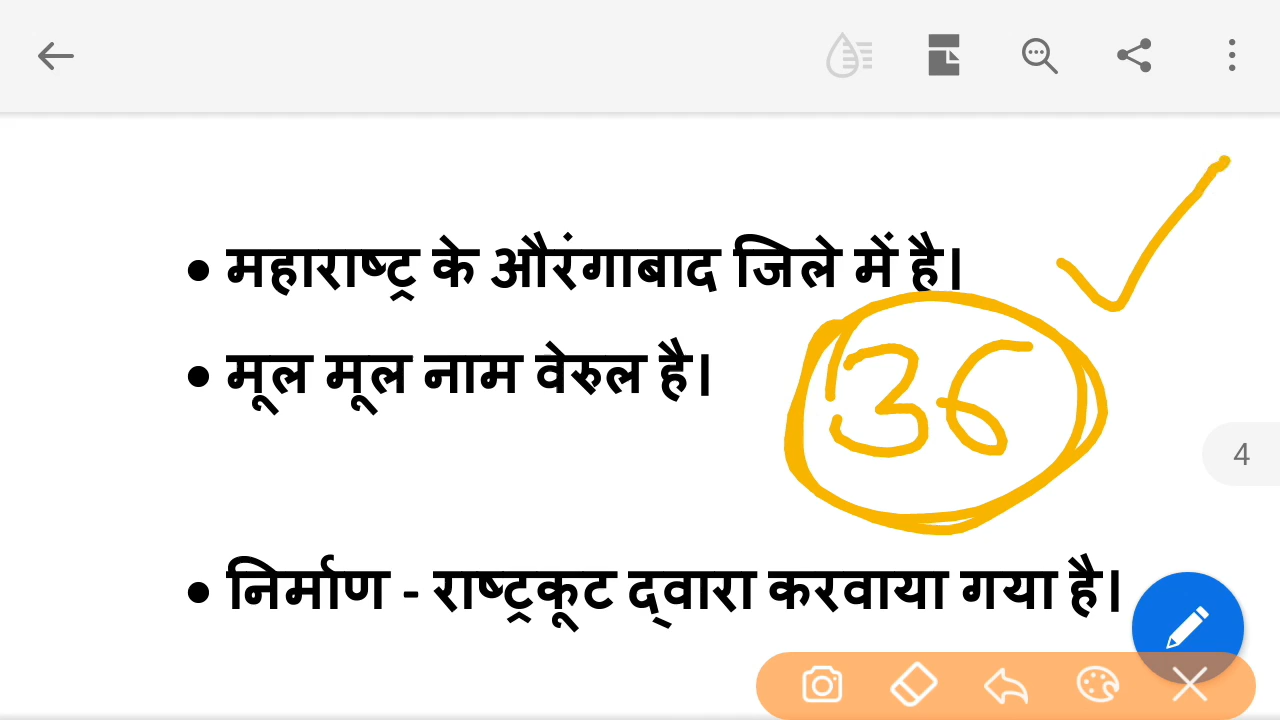 • महाराष्ट्र के औरंगाबाद जिले में है।
• मूल मूल नाम वेरुल है।
36
4
• निर्माण - राष्ट्रकूट द्वारा करवाया गया है।